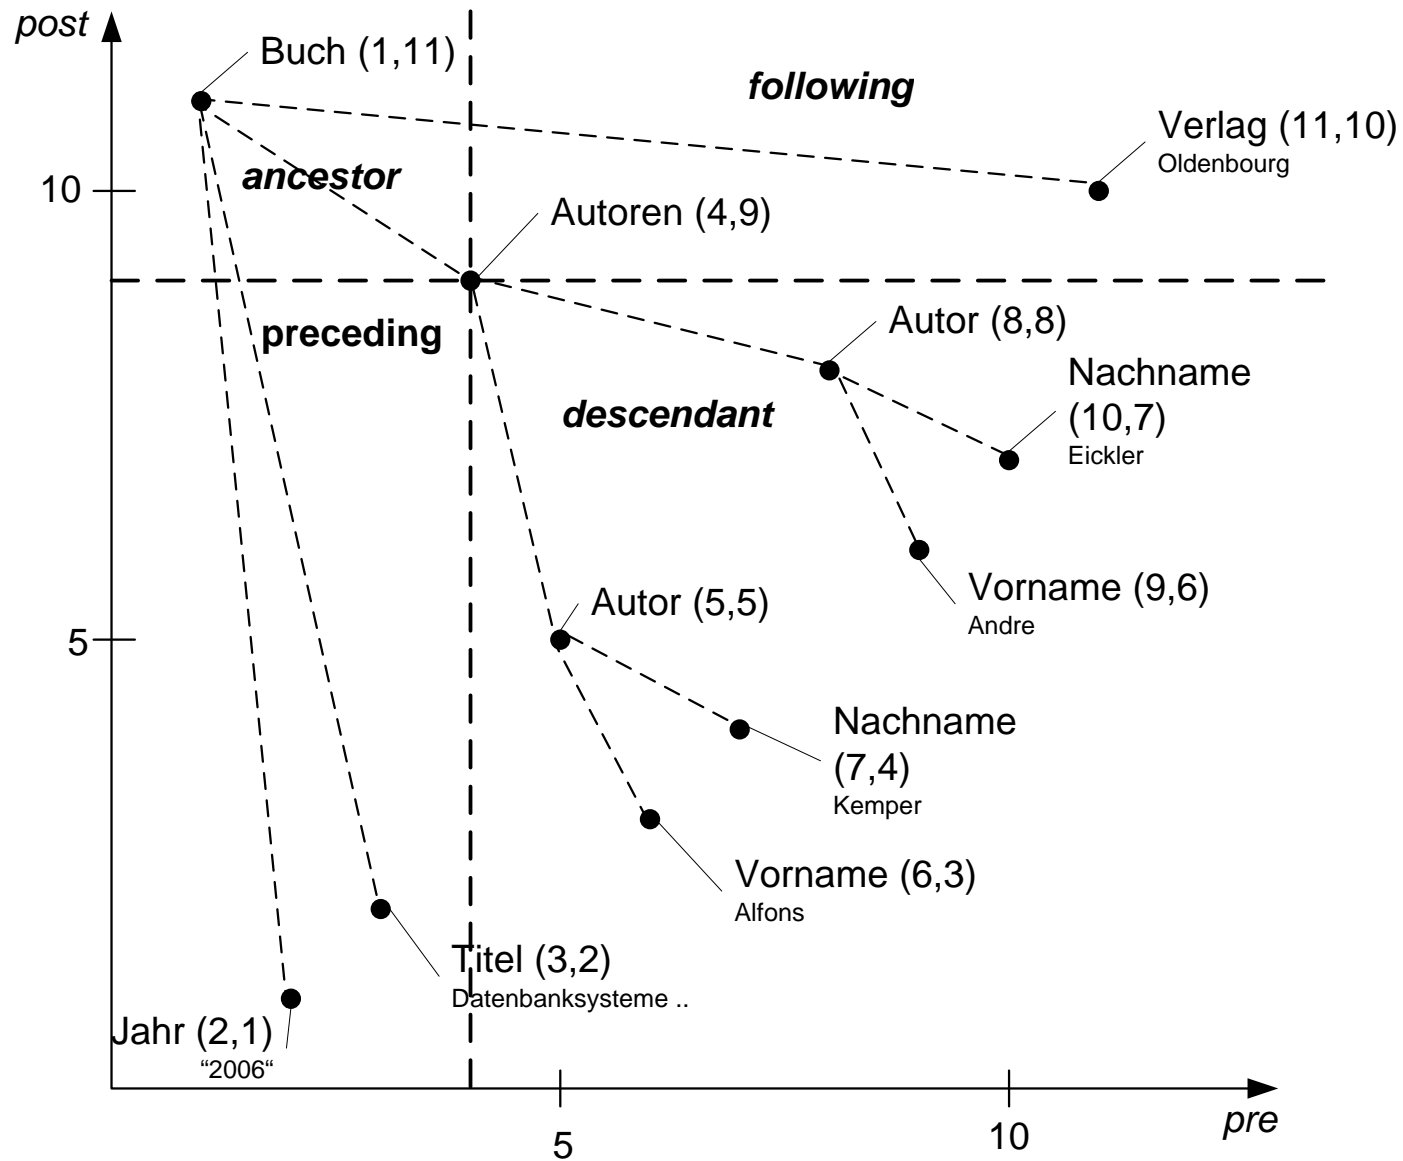 post
Buch (1,11)
following
Verlag (11,10)
Oldenbourg
ancestor
10
Autoren (4,9)
preceding
Autor (8,8)
Nachname
(10,7)
Eickler
descendant
Vorname (9,6)
Andre
Autor (5,5)
5
Nachname
(7,4)
Kemper
Vorname (6,3)
Alfons
Titel (3,2)
Datenbanksysteme ..
Jahr (2,1)
“2006“
pre
5
10